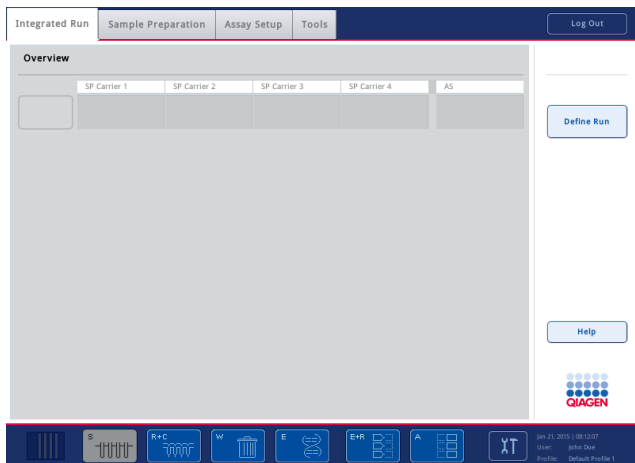 Integrated Run Sample Preparation Assay Setup Tools Log Out
Overview
SP Carrier 1 SP Carrier 2 SP Carrier 3 SP Carrier 4 AS
Define Run
Help
QIAGEN
S R+C W E E+R A
Jan 21, 2015 | 08:12:07
User: John Doe
Profile: Default Profile 1